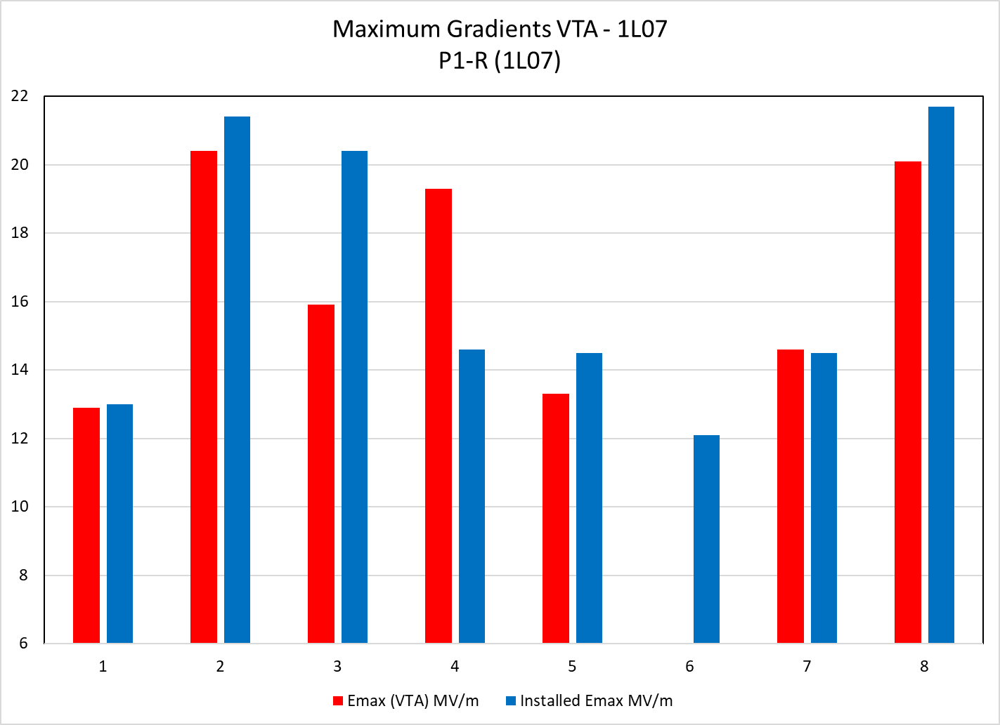 Maximum Gradients VTA - 1L07
P1-R (1L07)
22
20
18
16
14
12
10
8
6
1 2 3 4 5 6 7 8
Emax (VTA) MV/m Installed Emax MV/m